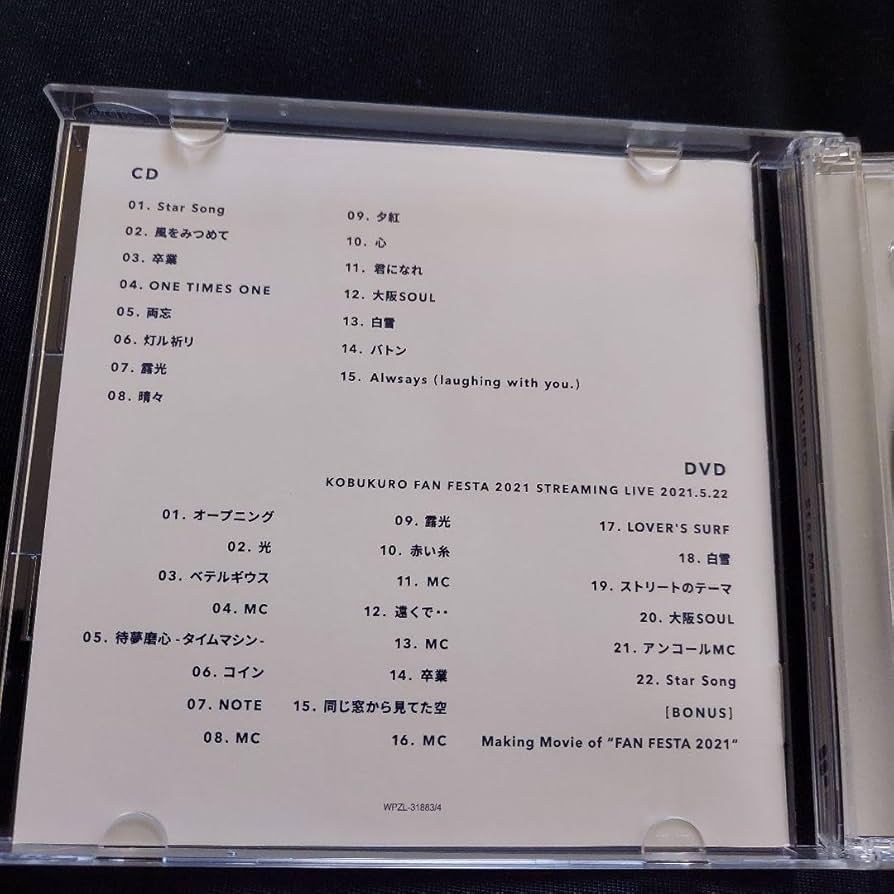 CD
01. Star Song
02. 風をみつめて
03. 卒業
04. ONE TIMES ONE
05. 両忘
06. 灯ル祈リ
07. 露光
08. 晴々
09. 夕紅
10. 心
11. 君になれ
12. 大阪SOUL
13. 白雪
14. バトン
15. Alwsays (laughing with you.)
DVD
KOBUKURO FAN FESTA 2021 STREAMING LIVE 2021.5.22
01. オープニング
02. 光
03. ベテルギウス
04. MC
05. 待夢磨心 -タイムマシン-
06. コイン
07. NOTE
08. MC
09. 露光
10. 赤い糸
11. MC
12. 遠くで‥
13. MC
14. 卒業
15. 同じ窓から見てた空
16. MC
17. LOVER'S SURF
18. 白雪
19. ストリートのテーマ
20. 大阪SOUL
21. アンコールMC
22. Star Song
[BONUS]
Making Movie of “FAN FESTA 2021“
WPZL-31883/4
KOBUKURO Star Made